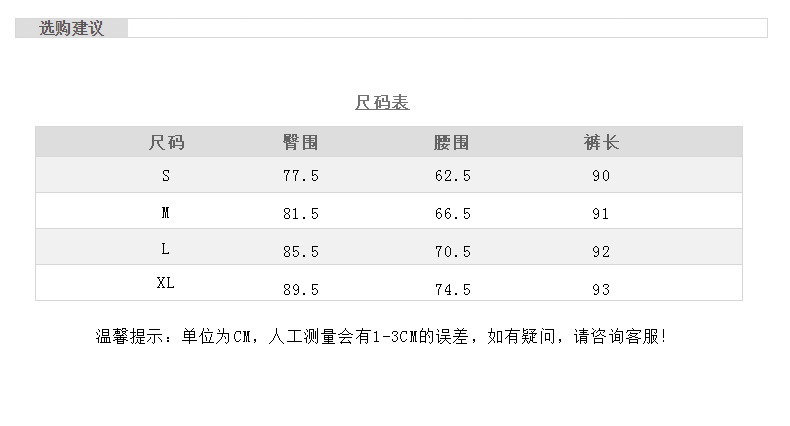 选购建议
尺码表
尺码 臀围 腰围 裤长
S 77.5 62.5 90
M 81.5 66.5 91
L 85.5 70.5 92
XL 89.5 74.5 93
温馨提示：单位为CM，人工测量会有1-3CM的误差，如有疑问，请咨询客服！